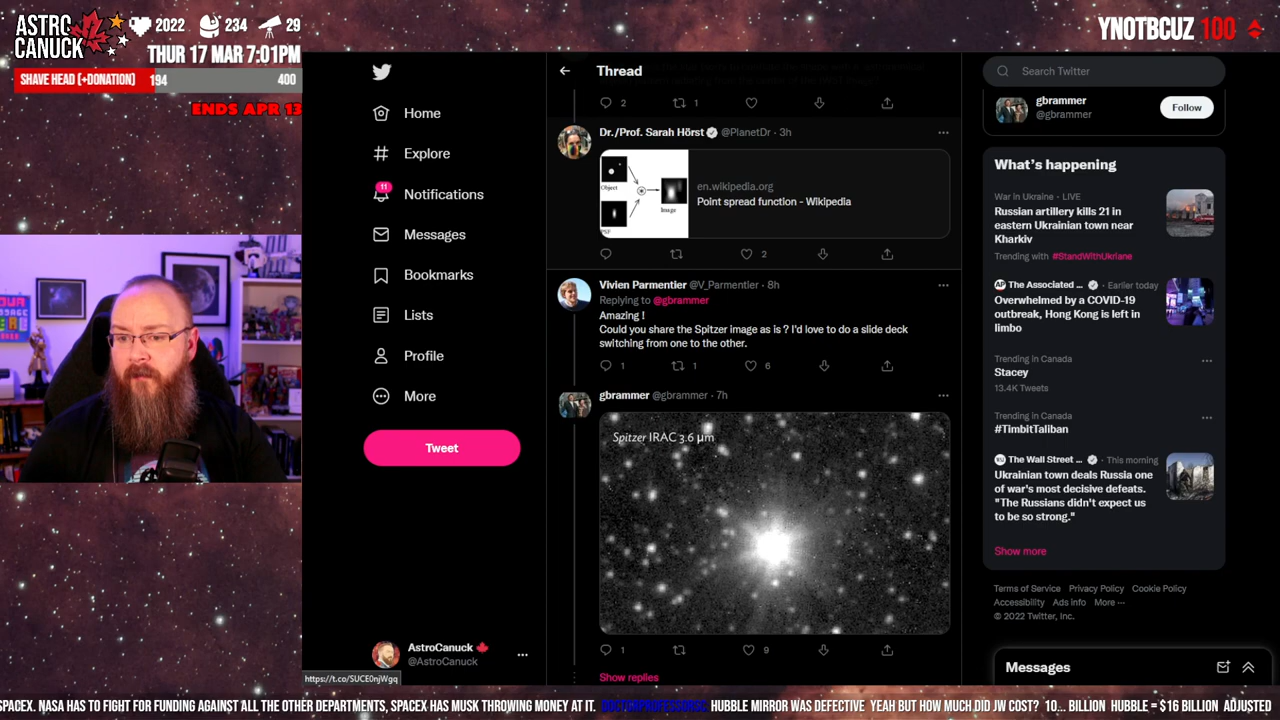 ASTRO
CANUCK
2022
234
29
THUR 17 MAR 7:01PM
SHAVE HEAD (+DONATION)
194
400
ENDS APR 13
YNOTBCUZ 100
Home
Explore
11
Notifications
Messages
Bookmarks
Lists
Profile
More
Tweet
AstroCanuck
@AstroCanuck
https://t.co/SUCE0njWgq
Thread
2
1
Dr./Prof. Sarah Hörst @PlanetDr · 3h
Object
PSF
Image
en.wikipedia.org
Point spread function - Wikipedia
2
Vivien Parmentier @V_Parmentier · 8h
Replying to @gbrammer
Amazing !
Could you share the Spitzer image as is ? I'd love to do a slide deck
switching from one to the other.
1
1
6
gbrammer @gbrammer · 7h
Spitzer IRAC 3.6 µm
1
9
Show replies
Search Twitter
gbrammer
@gbrammer
Follow
What's happening
War in Ukraine · LIVE
Russian artillery kills 21 in
eastern Ukrainian town near
Kharkiv
Trending with #StandWithUkriane
AP The Associated ... · Earlier today
Overwhelmed by a COVID-19
outbreak, Hong Kong is left in
limbo
Trending in Canada
Stacey
13.4K Tweets
Trending in Canada
#TimbitTaliban
The Wall Street ... · This morning
Ukrainian town deals Russia one
of war's most decisive defeats.
"The Russians didn't expect us
to be so strong."
Show more
Terms of Service Privacy Policy Cookie Policy
Accessibility Ads info More ···
© 2022 Twitter, Inc.
Messages
SPACEX. NASA HAS TO FIGHT FOR FUNDING AGAINST ALL THE OTHER DEPARTMENTS, SPACEX HAS MUSK THROWING MONEY AT IT. HUBBLE MIRROR WAS DEFECTIVE YEAH BUT HOW MUCH DID JW COST? 10... BILLION HUBBLE = $16 BILLION ADJUSTED